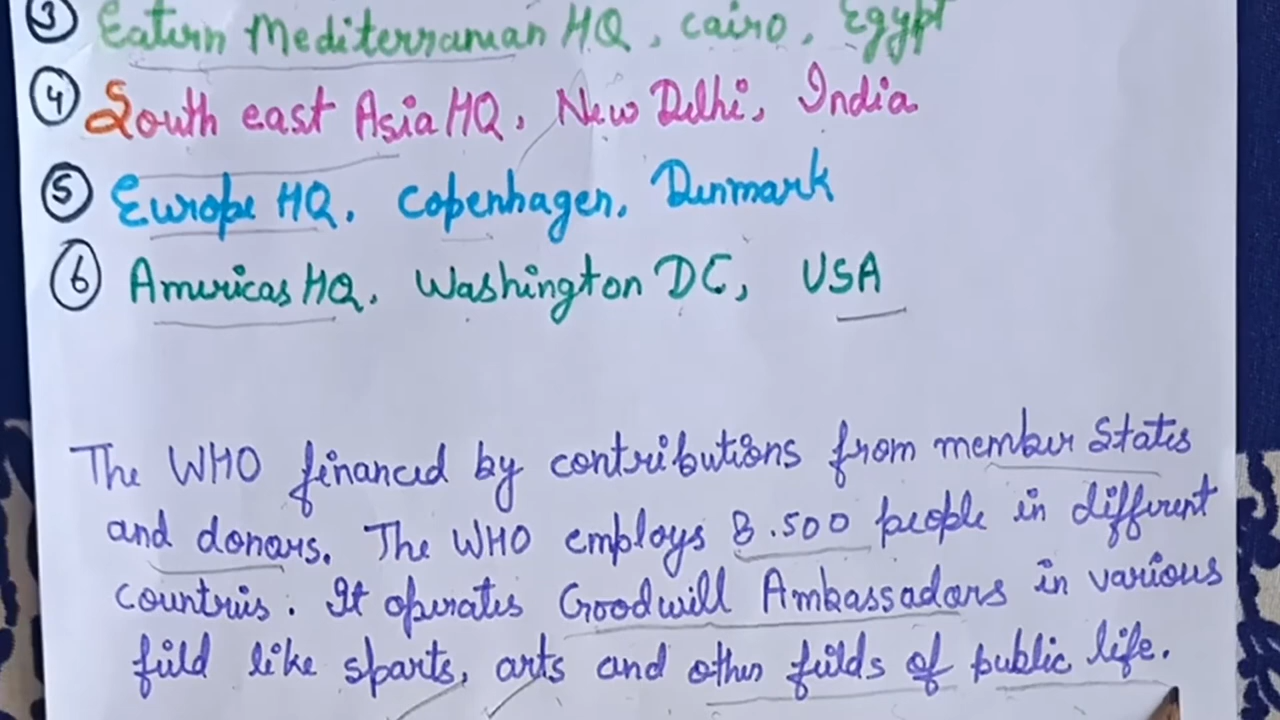 ③ Eatern Mediterranean HQ, cairo, Egypt
④ South east Asia HQ, New Delhi, India
⑤ Europe HQ. Copenhagen, Denmark
⑥ Americas HQ. Washington DC, USA
The WHO financed by contributions from member States
and donars. The WHO employs 8.500 people in different
countries. It operates Goodwill Ambassadars in various
field like sparts, arts and other fields of public life.